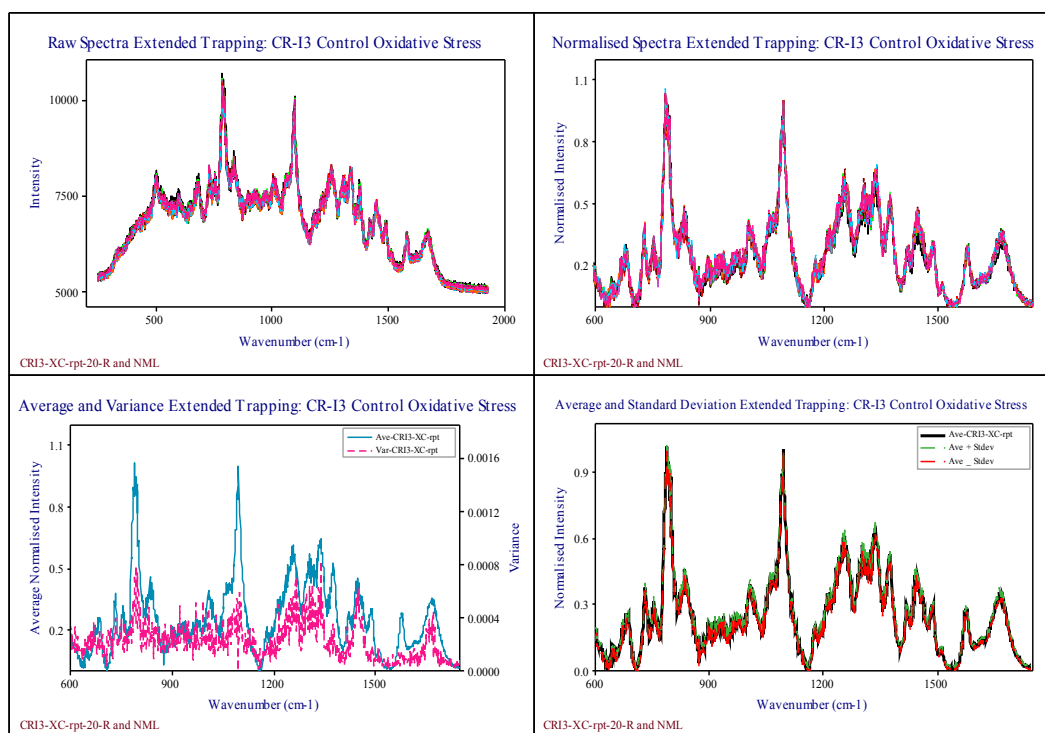 Raw Spectra Extended Trapping: CR-I3 Control Oxidative Stress
10000
7500
5000
Intensity
500 1000 1500 2000
Wavenumber (cm-1)
CRI3-XC-rpt-20-R and NML
Normalised Spectra Extended Trapping: CR-I3 Control Oxidative Stress
1.1
0.8
0.5
0.2
Normalised Intensity
600 900 1200 1500
Wavenumber (cm-1)
CRI3-XC-rpt-20-R and NML
Average and Variance Extended Trapping: CR-I3 Control Oxidative Stress
Ave-CRI3-XC-rpt
Var-CRI3-XC-rpt
1.1
0.8
0.5
0.2
Average Normalised Intensity
0.0016
0.0012
0.0008
0.0004
0.0000
Variance
600 900 1200 1500
Wavenumber (cm-1)
CRI3-XC-rpt-20-R and NML
Average and Standard Deviation Extended Trapping: CR-I3 Control Oxidative Stress
Ave-CRI3-XC-rpt
Ave + Stdev
Ave _ Stdev
0.9
0.6
0.3
0.0
Normalised Intensity
600 900 1200 1500
Wavenumber (cm-1)
CRI3-XC-rpt-20-R and NML